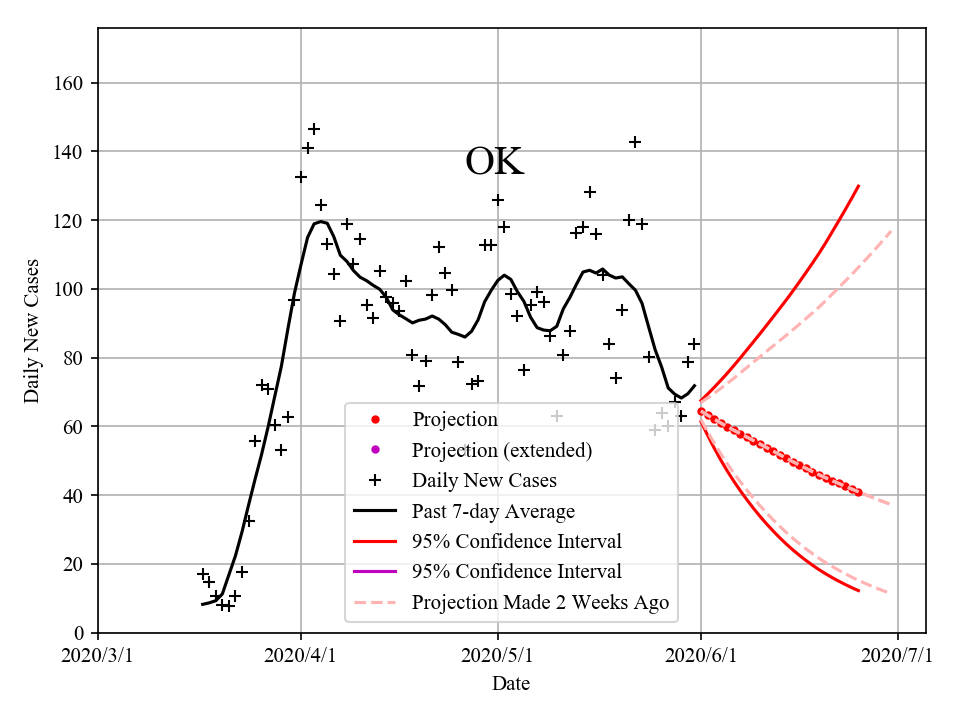 160
140
120
100
80
60
40
20
0
Daily New Cases
OK
Projection
Projection (extended)
Daily New Cases
Past 7-day Average
95% Confidence Interval
95% Confidence Interval
Projection Made 2 Weeks Ago
2020/3/1 2020/4/1 2020/5/1 2020/6/1 2020/7/1
Date